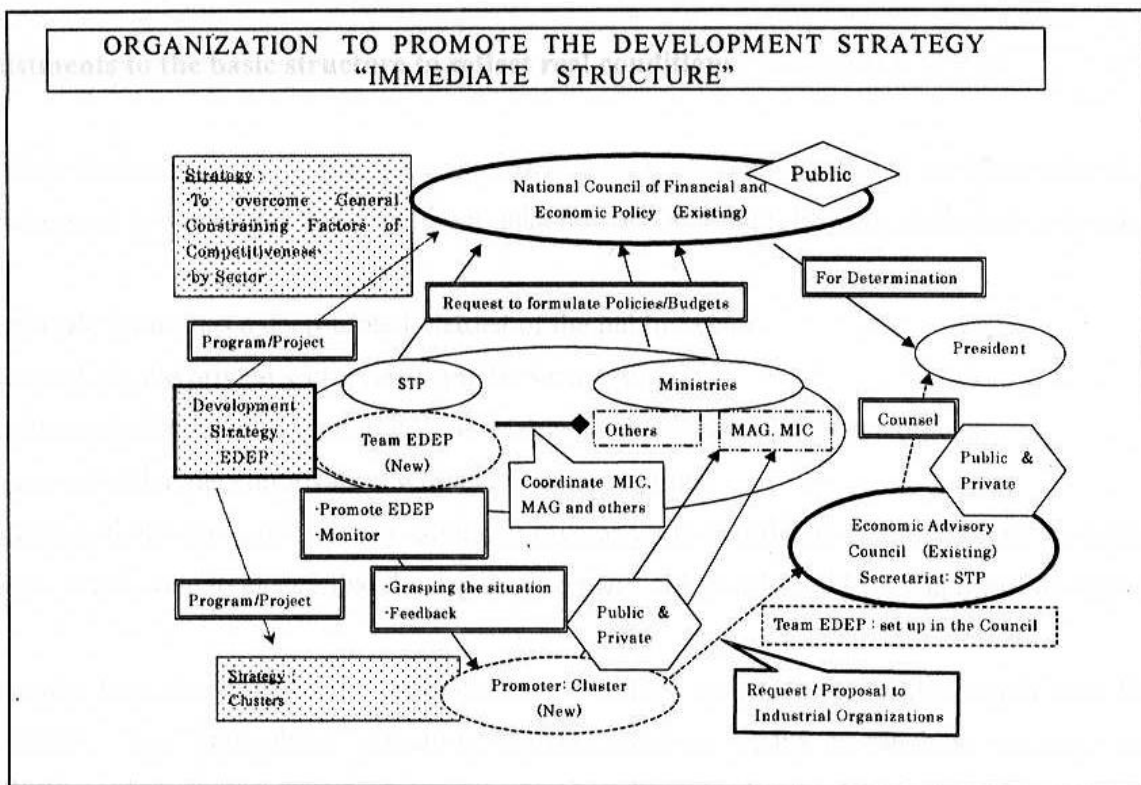 ORGANIZATION TO PROMOTE THE DEVELOPMENT STRATEGY
“IMMEDIATE STRUCTURE”
Strategy :
·To overcome General
Constraining Factors of
Competitiveness
·by Sector
National Council of Financial and
Economic Policy (Existing)
Public
For Determination
Request to formulate Policies/Budgets
Program/Project
President
STP
Ministries
Development
Strategy
EDEP
Team EDEP
(New)
Others
MAG, MIC
Counsel
Public &
Private
Coordinate MIC,
MAG and others
·Promote EDEP
·Monitor
Economic Advisory
Council (Existing)
Secretariat: STP
Program/Project
·Grasping the situation
·Feedback
Public &
Private
Team EDEP : set up in the Council
Strategy :
Clusters
Promoter: Cluster
(New)
Request / Proposal to
Industrial Organizations